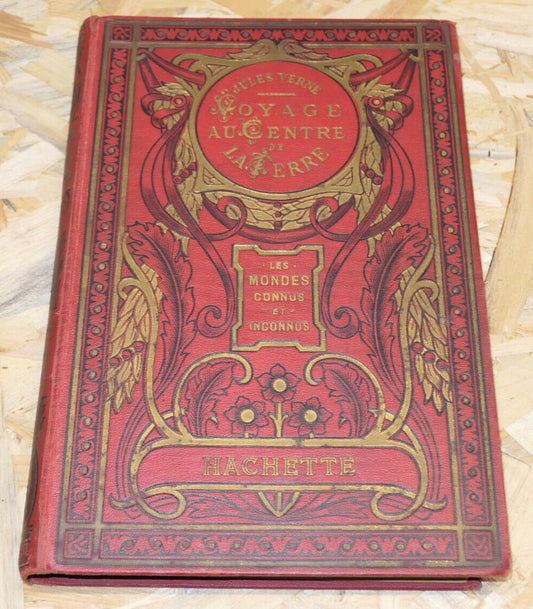 JULES VERNE
VOYAGE
AU CENTRE
DE
LA TERRE
LES
MONDES
CONNUS
ET
INCONNUS
HACHETTE